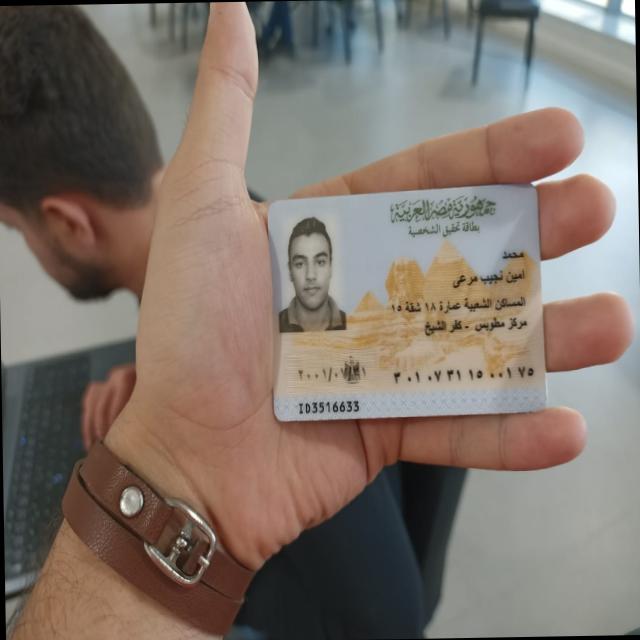 جمهورية مصر العربية
بطاقة تحقيق الشخصية
محمد
امين نجيب مرعى
المساكن الشعبية عمارة ١٨ شقة ١٥
مركز مطوبس - كفر الشيخ
٣٠١٠٧٣١١٥٠٠١٧٥
ID3516633